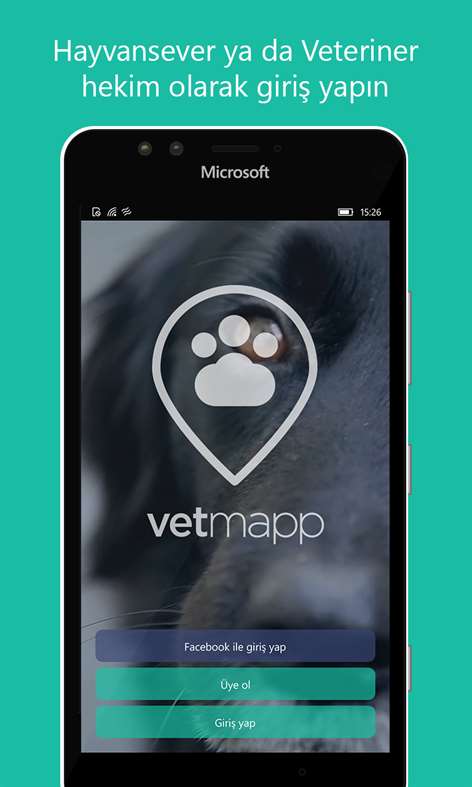 Hayvansever ya da Veteriner
hekim olarak giriş yapın
Microsoft
15:26
vetmapp
Facebook ile giriş yap
Üye ol
Giriş yap